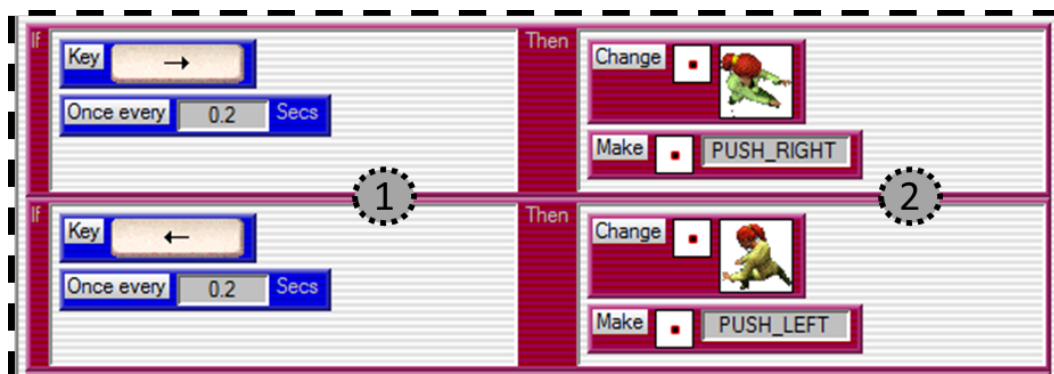 If Then
Key → Change
Once every 0.2 Secs
Make PUSH_RIGHT
1 2
If Then
Key ← Change
Once every 0.2 Secs
Make PUSH_LEFT